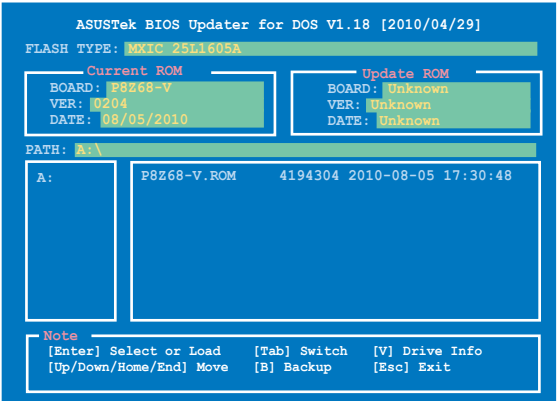 ASUSTek BIOS Updater for DOS V1.18 [2010/04/29]
FLASH TYPE: MXIC 25L1605A
Current ROM
BOARD: P8Z68-V
VER: 0204
DATE: 08/05/2010
Update ROM
BOARD: Unknown
VER: Unknown
DATE: Unknown
PATH: A:\
A:
P8Z68-V.ROM 4194304 2010-08-05 17:30:48
Note
[Enter] Select or Load [Tab] Switch [V] Drive Info
[Up/Down/Home/End] Move [B] Backup [Esc] Exit